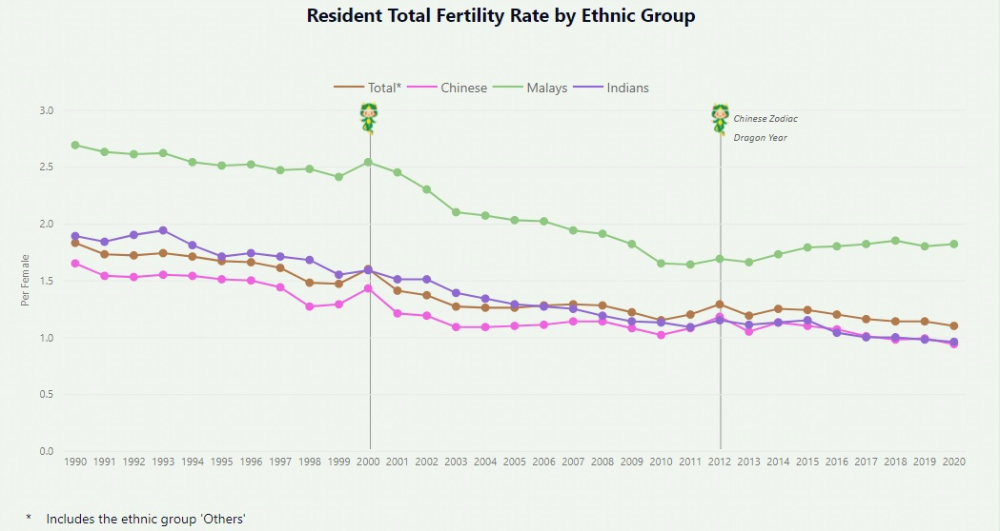 Resident Total Fertility Rate by Ethnic Group
Total* Chinese Malays Indians
3.0
Chinese Zodiac
Dragon Year
2.5
2.0
Per Female
1.5
1.0
0.5
0.0
1990 1991 1992 1993 1994 1995 1996 1997 1998 1999 2000 2001 2002 2003 2004 2005 2006 2007 2008 2009 2010 2011 2012 2013 2014 2015 2016 2017 2018 2019 2020
* Includes the ethnic group 'Others'